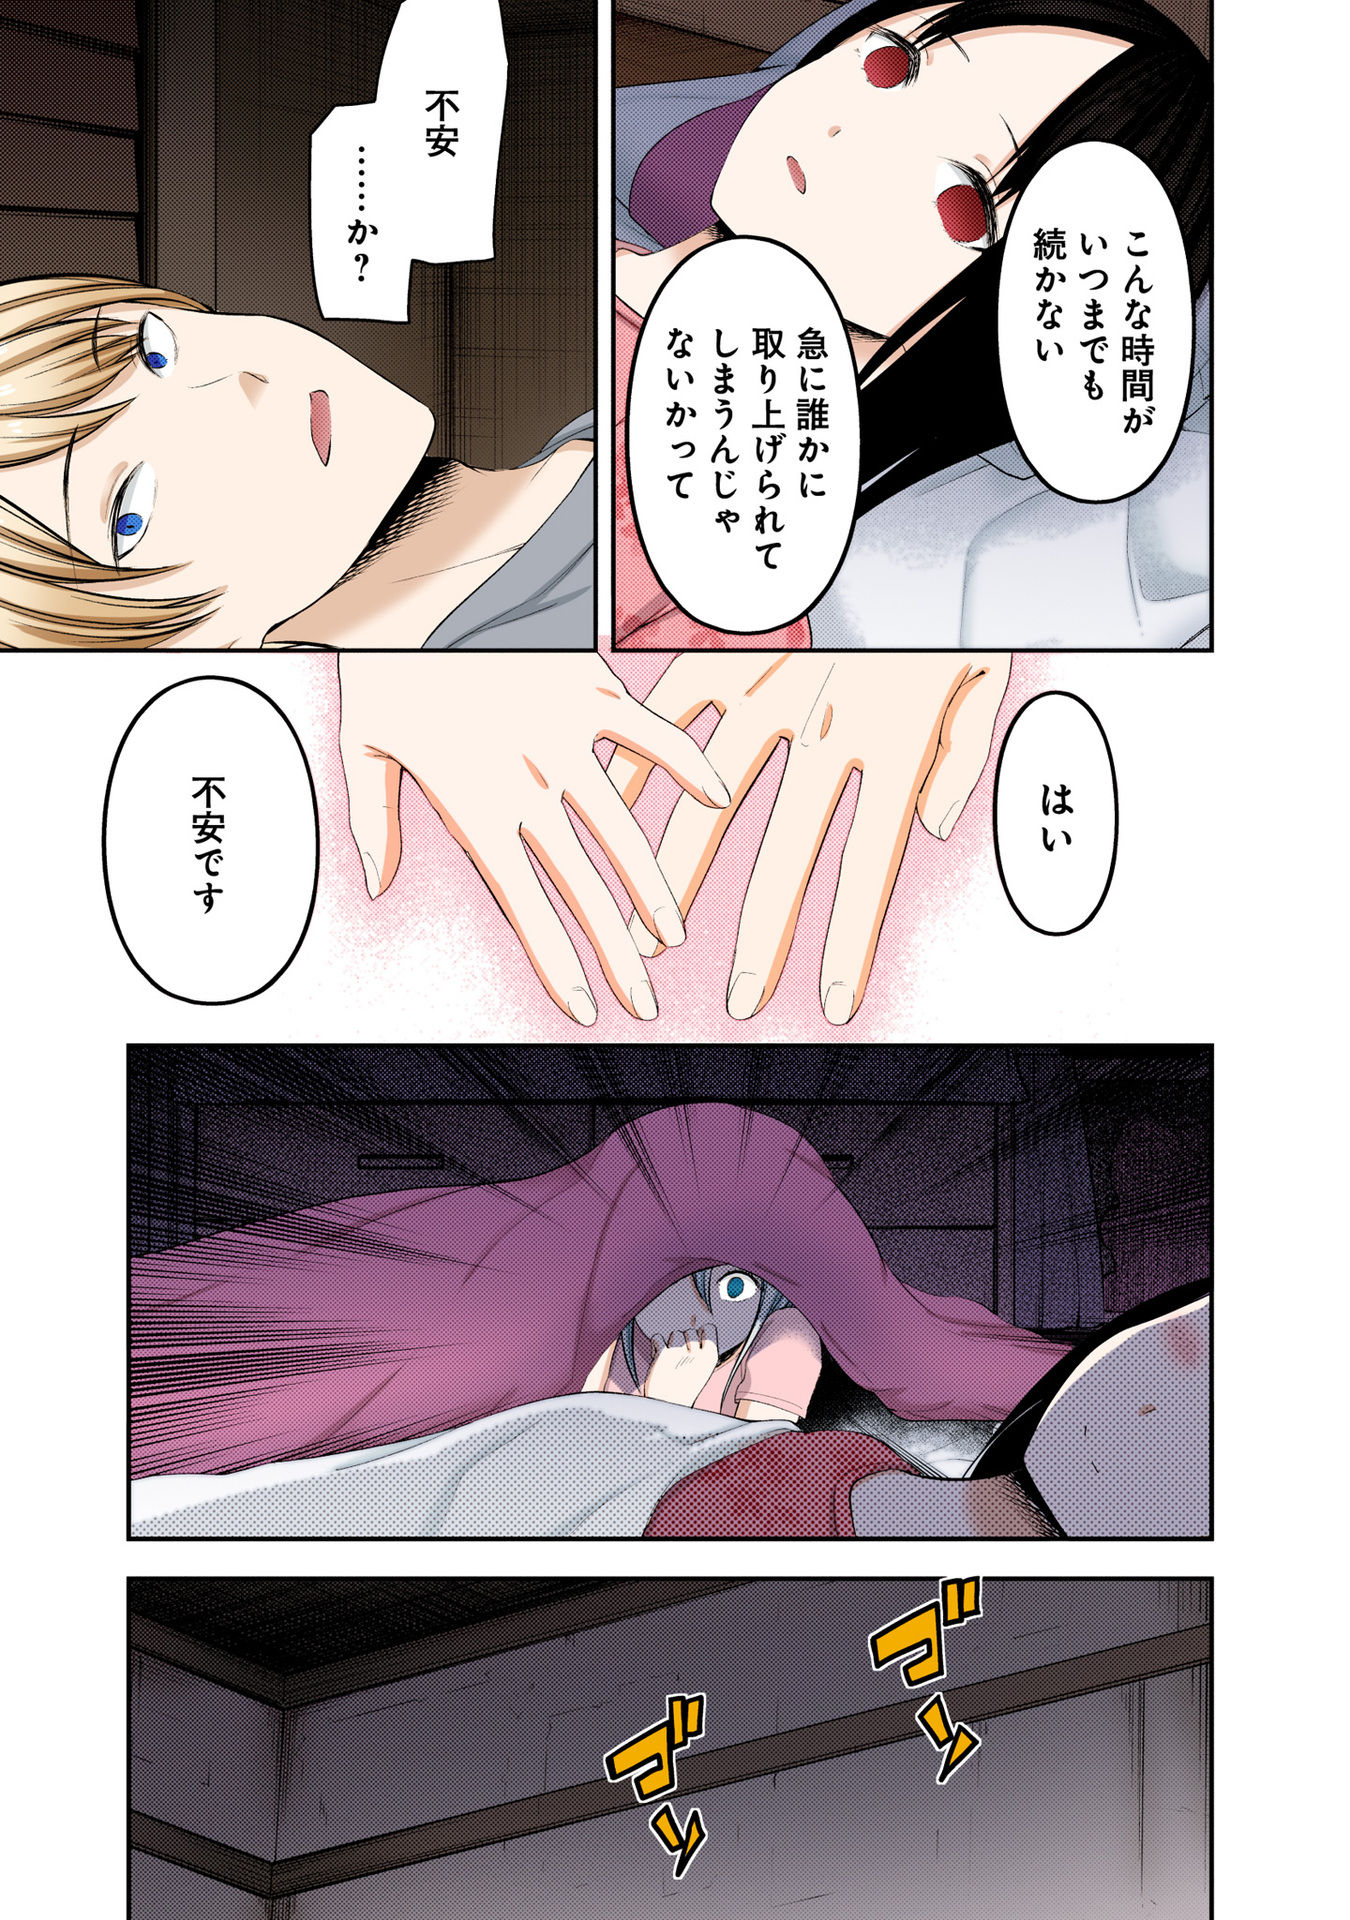 こんな時間が
いつまでも
続かない
急に誰かに
取り上げられて
しまうんじゃ
ないかって
不安
……か?
はい
不安です
ゴソ
ゴソ